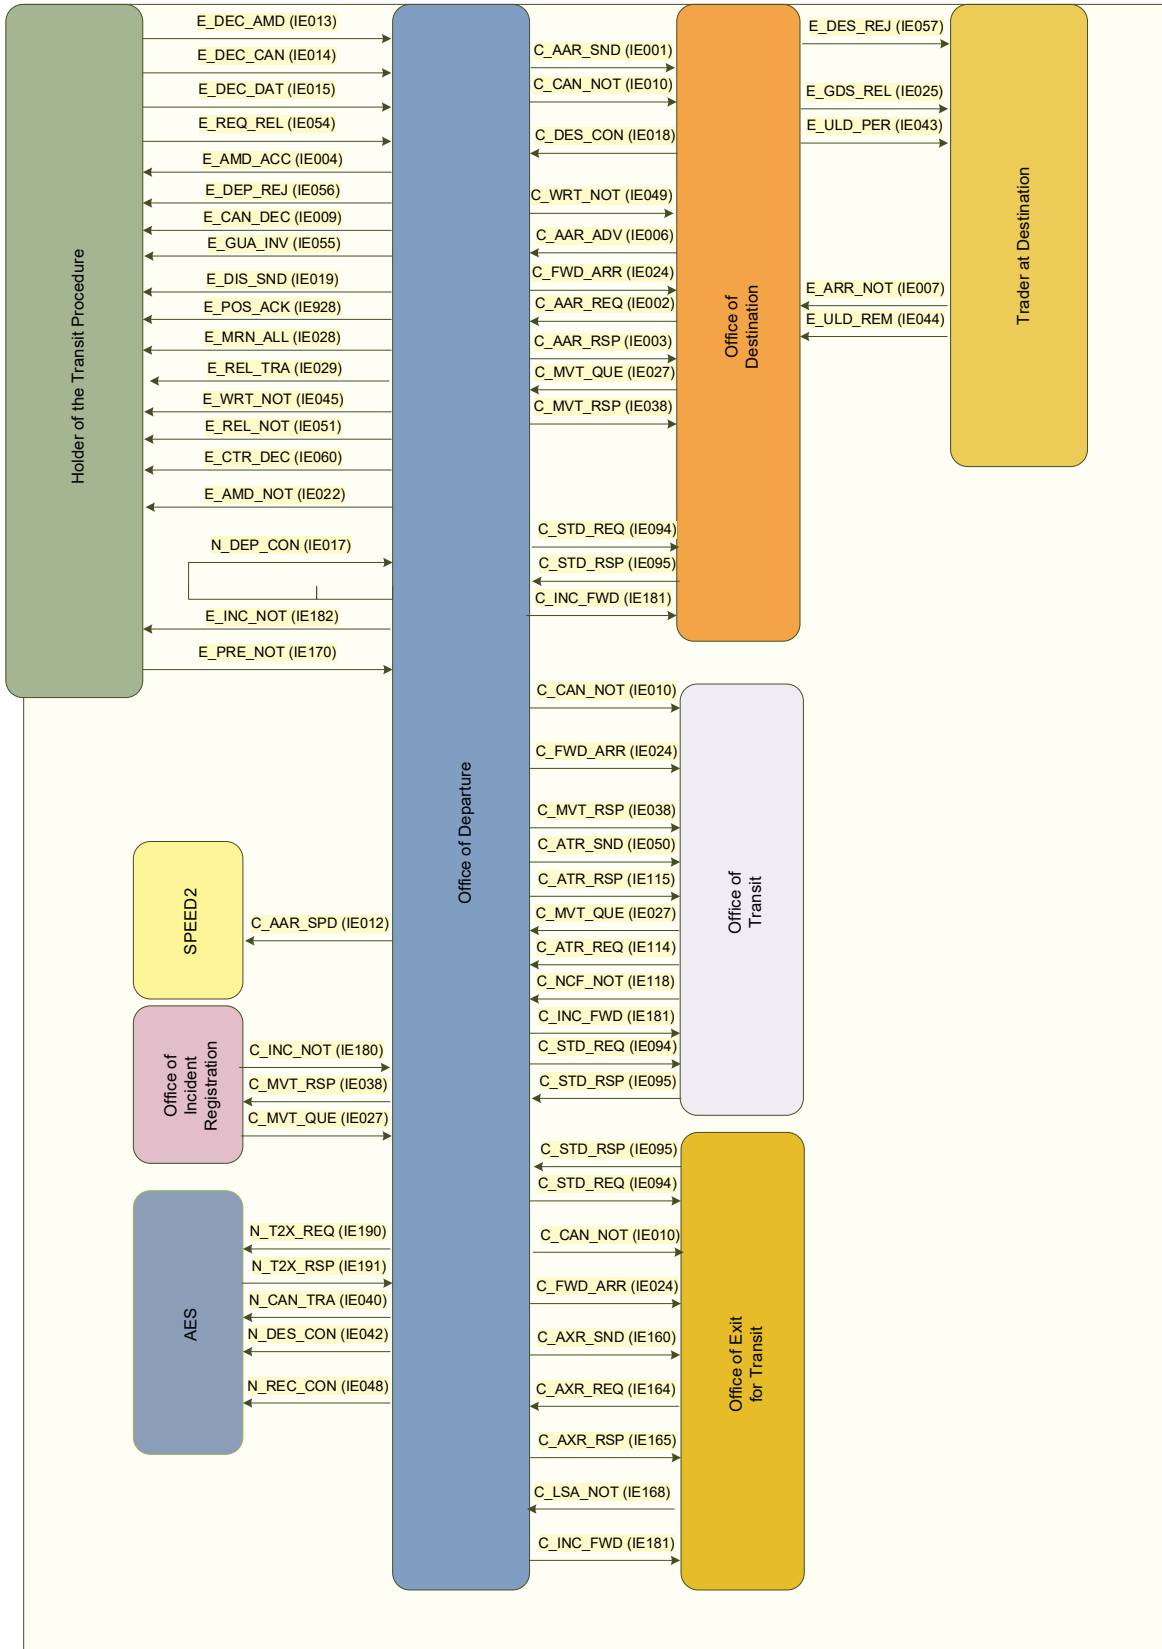 Holder of the Transit Procedure
E_DEC_AMD (IE013)
E_DEC_CAN (IE014)
E_DEC_DAT (IE015)
E_REQ_REL (IE054)
E_AMD_ACC (IE004)
E_DEP_REJ (IE056)
E_CAN_DEC (IE009)
E_GUA_INV (IE055)
E_DIS_SND (IE019)
E_POS_ACK (IE928)
E_MRN_ALL (IE028)
E_REL_TRA (IE029)
E_WRT_NOT (IE045)
E_REL_NOT (IE051)
E_CTR_DEC (IE060)
E_AMD_NOT (IE022)
N_DEP_CON (IE017)
E_INC_NOT (IE182)
E_PRE_NOT (IE170)
Office of Departure
C_AAR_SND (IE001)
C_CAN_NOT (IE010)
C_DES_CON (IE018)
C_WRT_NOT (IE049)
C_AAR_ADV (IE006)
C_FWD_ARR (IE024)
C_AAR_REQ (IE002)
C_AAR_RSP (IE003)
C_MVT_QUE (IE027)
C_MVT_RSP (IE038)
C_STD_REQ (IE094)
C_STD_RSP (IE095)
C_INC_FWD (IE181)
Office of
Destination
E_DES_REJ (IE057)
E_GDS_REL (IE025)
E_ULD_PER (IE043)
E_ARR_NOT (IE007)
E_ULD_REM (IE044)
Trader at Destination
C_CAN_NOT (IE010)
C_FWD_ARR (IE024)
C_MVT_RSP (IE038)
C_ATR_SND (IE050)
C_ATR_RSP (IE115)
C_MVT_QUE (IE027)
C_ATR_REQ (IE114)
C_NCF_NOT (IE118)
C_INC_FWD (IE181)
C_STD_REQ (IE094)
C_STD_RSP (IE095)
Office of
Transit
SPEED2
C_AAR_SPD (IE012)
Office of
Incident
Registration
C_INC_NOT (IE180)
C_MVT_RSP (IE038)
C_MVT_QUE (IE027)
AES
N_T2X_REQ (IE190)
N_T2X_RSP (IE191)
N_CAN_TRA (IE040)
N_DES_CON (IE042)
N_REC_CON (IE048)
C_STD_RSP (IE095)
C_STD_REQ (IE094)
C_CAN_NOT (IE010)
C_FWD_ARR (IE024)
C_AXR_SND (IE160)
C_AXR_REQ (IE164)
C_AXR_RSP (IE165)
C_LSA_NOT (IE168)
C_INC_FWD (IE181)
Office of Exit
for Transit